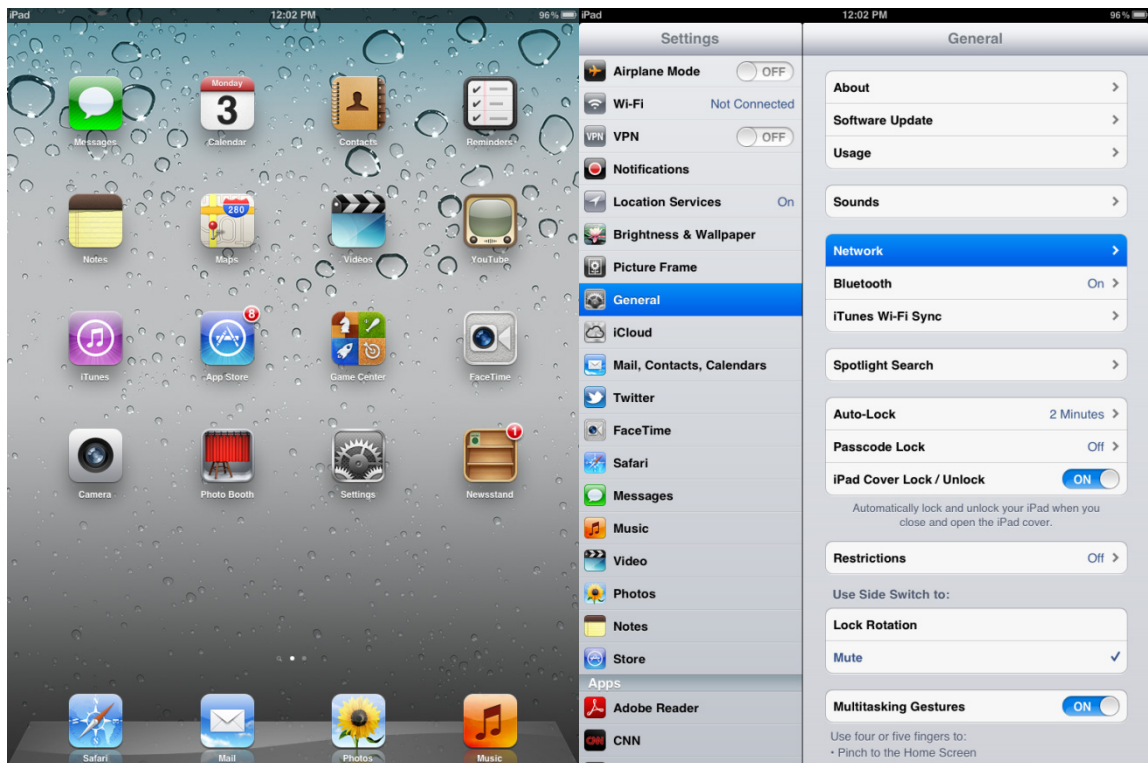 iPad 12:02 PM 96%
Monday
3
Messages Calendar Contacts Reminders
280
Notes Maps Videos YouTube
8
iTunes App Store Game Center FaceTime
1
Camera Photo Booth Settings Newsstand
Safari Mail Photos Music
iPad 12:02 PM 96%
Settings
Airplane Mode OFF
Wi-Fi Not Connected
VPN VPN OFF
Notifications
Location Services On
Brightness & Wallpaper
Picture Frame
General
iCloud
Mail, Contacts, Calendars
Twitter
FaceTime
Safari
Messages
Music
Video
Photos
Notes
Store
Apps
Adobe Reader
CNN CNN
General
About
Software Update
Usage
Sounds
Network
Bluetooth On
iTunes Wi-Fi Sync
Spotlight Search
Auto-Lock 2 Minutes
Passcode Lock Off
iPad Cover Lock / Unlock ON
Automatically lock and unlock your iPad when you
close and open the iPad cover.
Restrictions Off
Use Side Switch to:
Lock Rotation
Mute
Multitasking Gestures ON
Use four or five fingers to:
• Pinch to the Home Screen